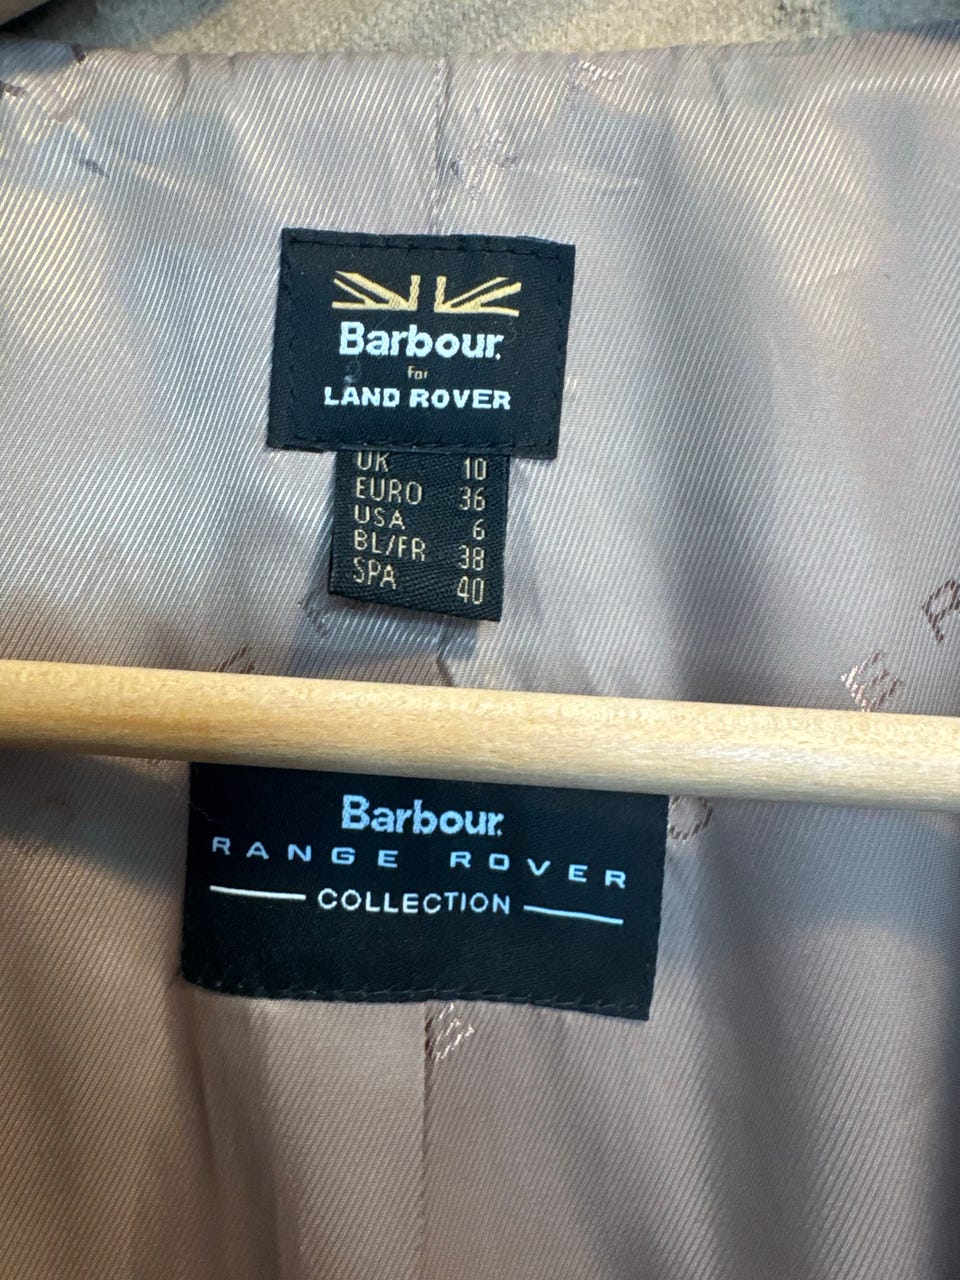 Barbour.
for
LAND ROVER
UK 10
EURO 36
USA 6
BL/FR 38
SPA 40
Barbour.
RANGE ROVER
COLLECTION